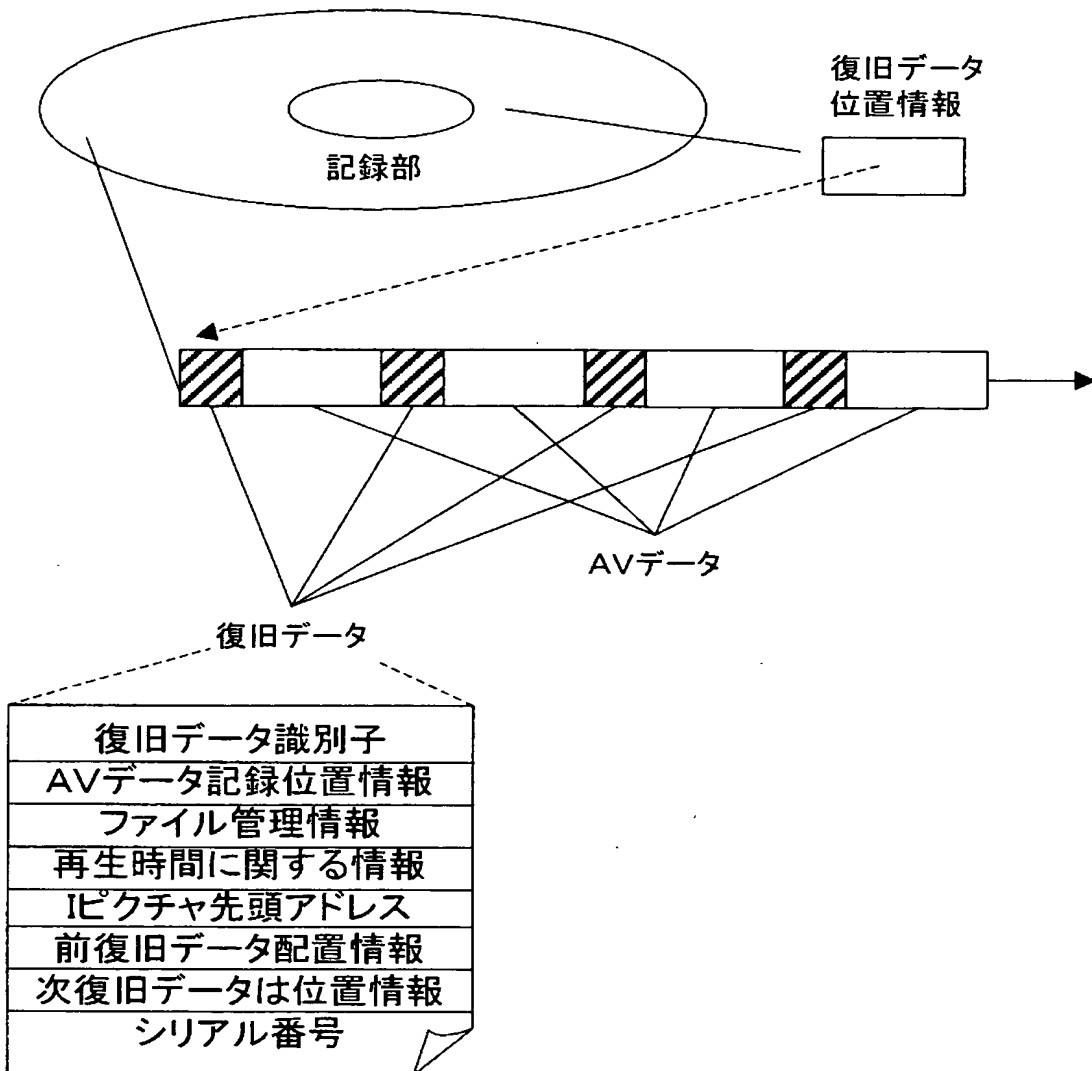 復旧データ
位置情報
記録部
AVデータ
復旧データ
復旧データ識別子
AVデータ記録位置情報
ファイル管理情報
再生時間に関する情報
Iピクチャ先頭アドレス
前復旧データ配置情報
次復旧データは位置情報
シリアル番号